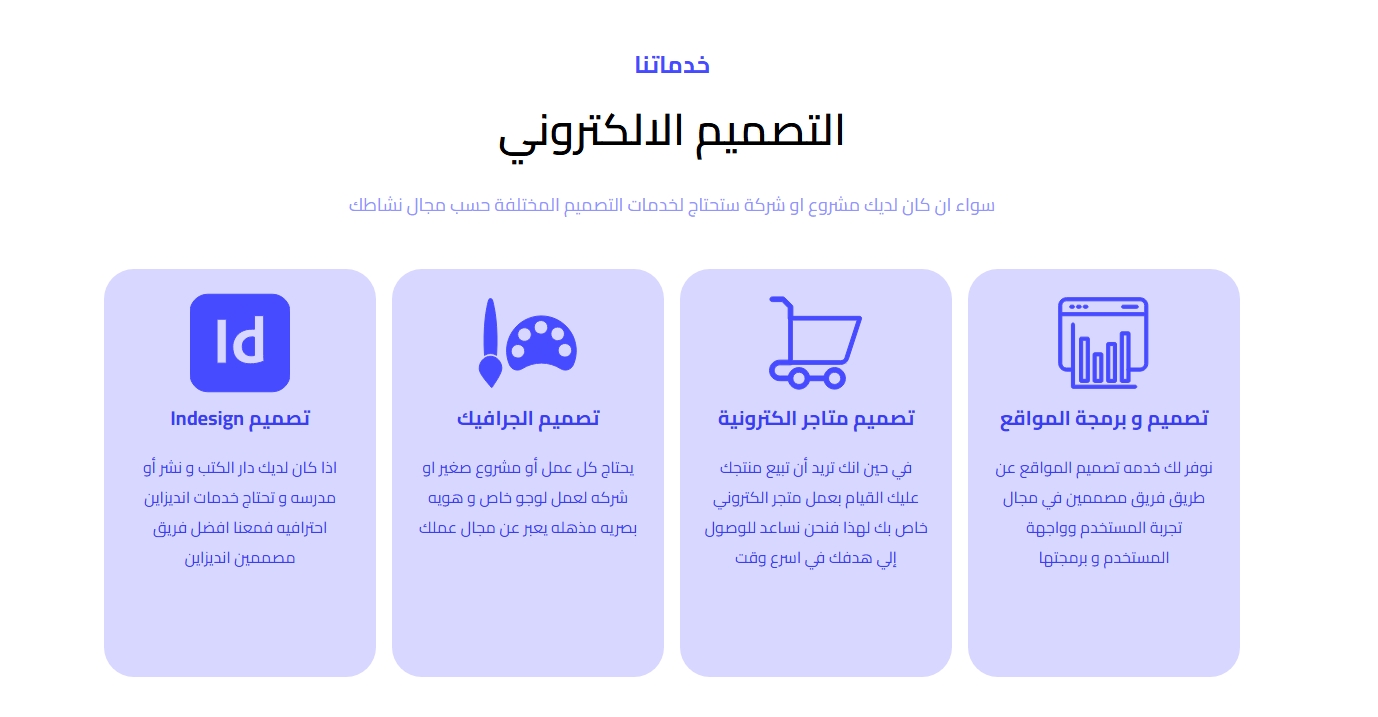 خدماتنا
التصميم الالكتروني
سواء ان كان لديك مشروع او شركة ستحتاج لخدمات التصميم المختلفة حسب مجال نشاطك
تصميم و برمجة المواقع
نوفر لك خدمه تصميم المواقع عن
طريق فريق مصممين في مجال
تجربة المستخدم وواجهة
المستخدم و برمجتها
تصميم متاجر الكترونية
في حين انك تريد أن تبيع منتجك
عليك القيام بعمل متجر الكتروني
خاص بك لهذا فنحن نساعد للوصول
إلي هدفك في اسرع وقت
تصميم الجرافيك
يحتاج كل عمل أو مشروع صغير او
شركه لعمل لوجو خاص و هويه
بصريه مذهله يعبر عن مجال عملك
Id
تصميم Indesign
اذا كان لديك دار الكتب و نشر أو
مدرسه و تحتاج خدمات انديزاين
احترافيه فمعنا افضل فريق
مصممين انديزاين